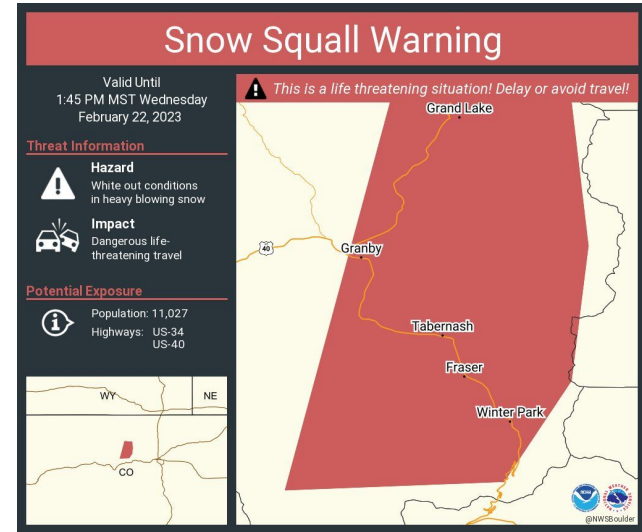 Snow Squall Warning
Valid Until
1:45 PM MST Wednesday
February 22, 2023
Threat Information
Hazard
White out conditions
in heavy blowing snow
Impact
Dangerous life-
threatening travel
Potential Exposure
Population: 11,027
Highways: US-34
US-40
WY
NE
CO
This is a life threatening situation! Delay or avoid travel!
Grand Lake
40
Granby
Tabernash
Fraser
Winter Park
NOAA
@NWSBoulder